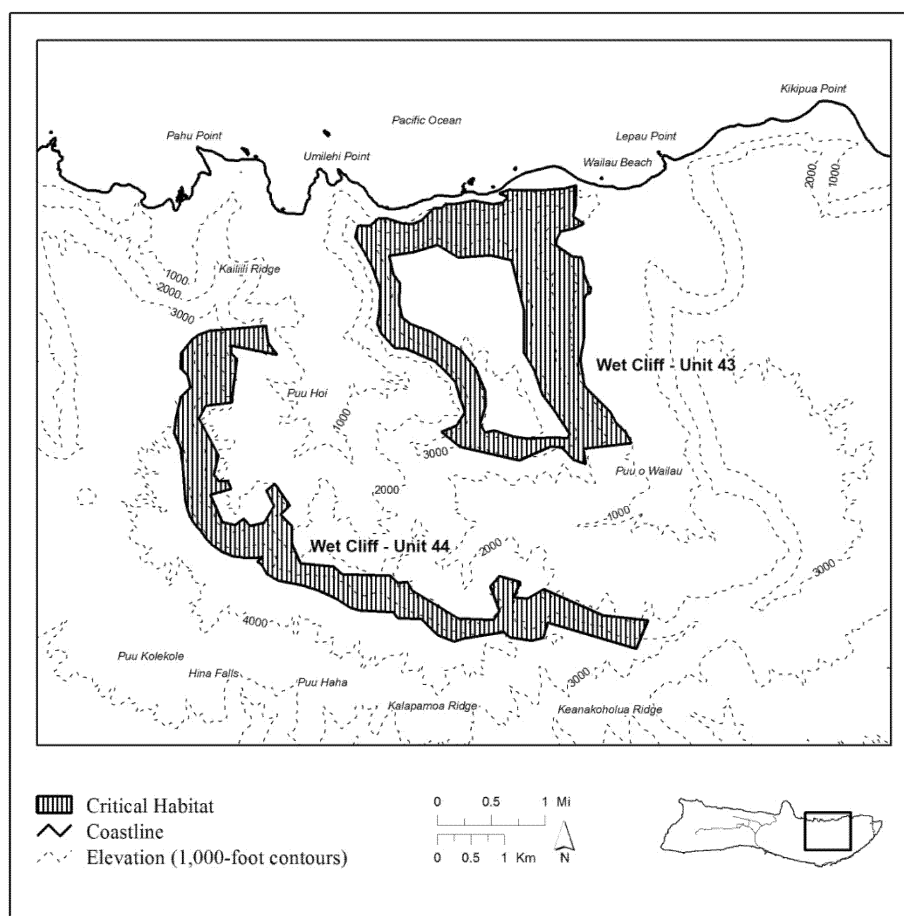 Kikipua Point
Pacific Ocean
Pahu Point
Lepau Point
Umilehi Point
Wailau Beach
2000
1000
Kailiili Ridge
1000
2000
3000
Wet Cliff - Unit 43
Puu Hoi
1000
3000
Puu o Wailau
2000
1000
Wet Cliff - Unit 44
2000
3000
4000
Puu Kolekole
Hina Falls
Puu Haha
3000
Kalapamoa Ridge
Keanakoholua Ridge
Critical Habitat
Coastline
Elevation (1,000-foot contours)
0 0.5 1 Mi
0 0.5 1 Km
N